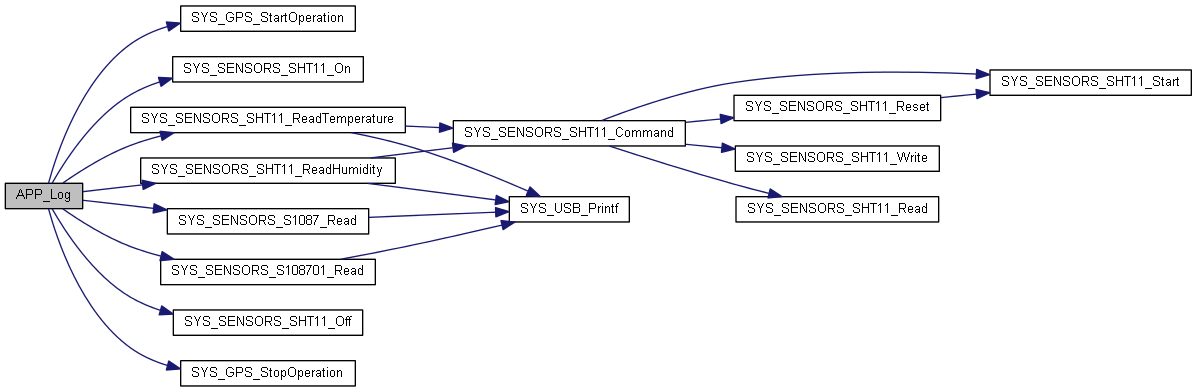 SYS_GPS_StartOperation
SYS_SENSORS_SHT11_On
SYS_SENSORS_SHT11_Start
SYS_SENSORS_SHT11_Reset
SYS_SENSORS_SHT11_ReadTemperature
SYS_SENSORS_SHT11_Command
SYS_SENSORS_SHT11_Write
SYS_SENSORS_SHT11_ReadHumidity
APP_Log
SYS_USB_Printf
SYS_SENSORS_SHT11_Read
SYS_SENSORS_S1087_Read
SYS_SENSORS_S108701_Read
SYS_SENSORS_SHT11_Off
SYS_GPS_StopOperation